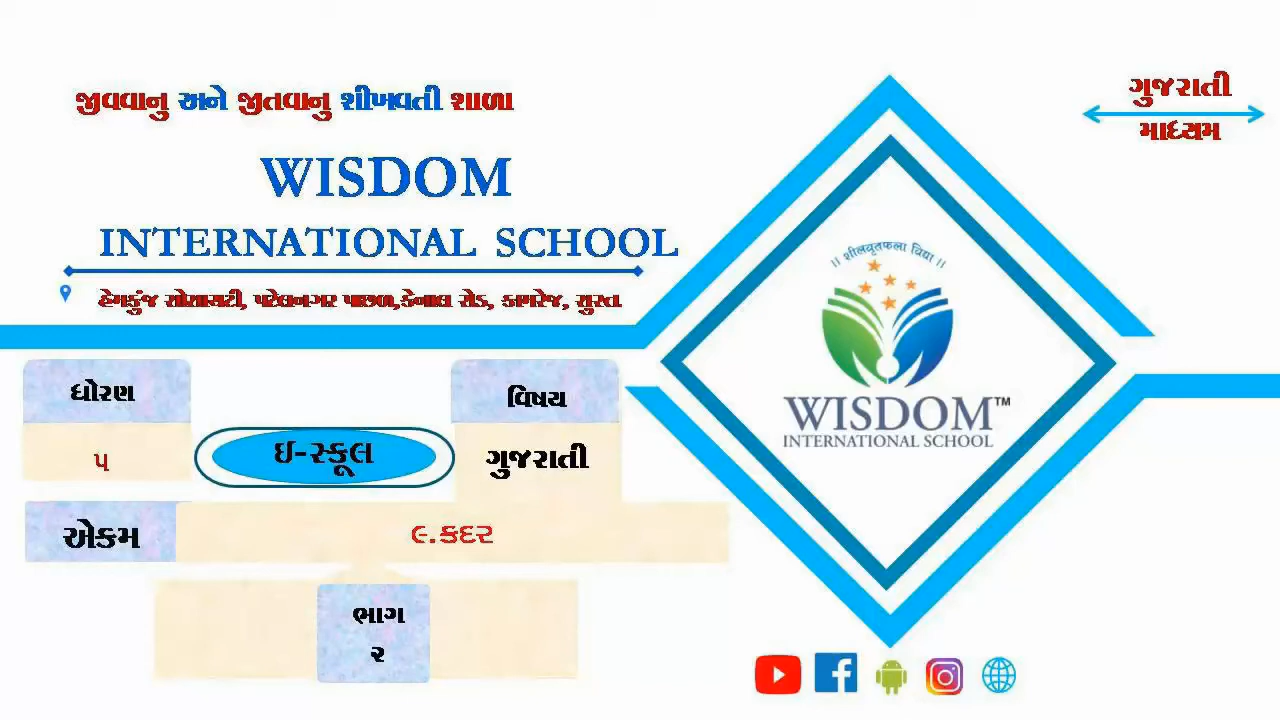 જીવવાનુ અને જીતવાનુ શીખવતી શાળા
ગુજરાતી
માધ્યમ
WISDOM
INTERNATIONAL SCHOOL
હેમકુંજ સોસાયટી, પટેલનગર પાછળ,કેનાલ રોડ, કામરેજ, સુરત
।। शीलवृतफला विद्या ।।
WISDOM™
INTERNATIONAL SCHOOL
ધોરણ
૫
ઈ-સ્કૂલ
વિષય
ગુજરાતી
એકમ
૯.કદર
ભાગ
૨